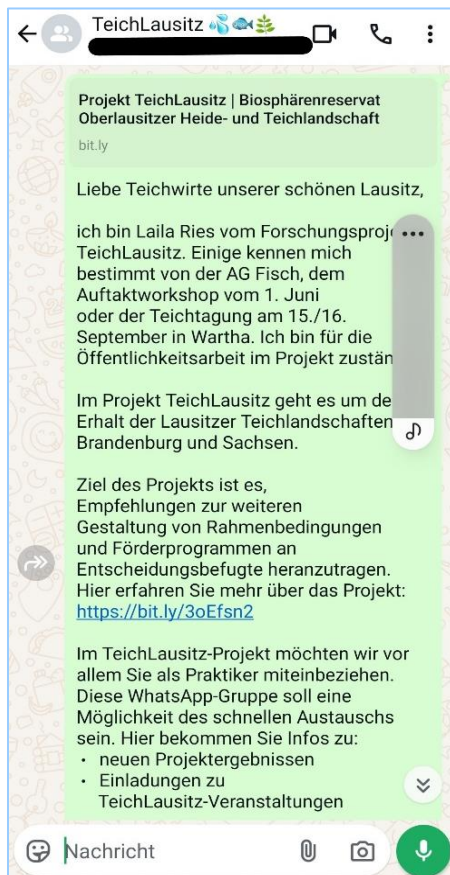 TeichLausitz 💦🐟🌿
Projekt TeichLausitz | Biosphärenreservat
Oberlausitzer Heide- und Teichlandschaft
bit.ly
Liebe Teichwirte unserer schönen Lausitz,
ich bin Laila Ries vom Forschungsproje
TeichLausitz. Einige kennen mich
bestimmt von der AG Fisch, dem
Auftaktworkshop vom 1. Juni
oder der Teichtagung am 15./16.
September in Wartha. Ich bin für die
Öffentlichkeitsarbeit im Projekt zustän
Im Projekt TeichLausitz geht es um de
Erhalt der Lausitzer Teichlandschaften
Brandenburg und Sachsen.
Ziel des Projekts ist es,
Empfehlungen zur weiteren
Gestaltung von Rahmenbedingungen
und Förderprogrammen an
Entscheidungsbefugte heranzutragen.
Hier erfahren Sie mehr über das Projekt:
https://bit.ly/3oEfsn2
Im TeichLausitz-Projekt möchten wir vor
allem Sie als Praktiker miteinbeziehen.
Diese WhatsApp-Gruppe soll eine
Möglichkeit des schnellen Austauschs
sein. Hier bekommen Sie Infos zu:
• neuen Projektergebnissen
• Einladungen zu
TeichLausitz-Veranstaltungen
Nachricht